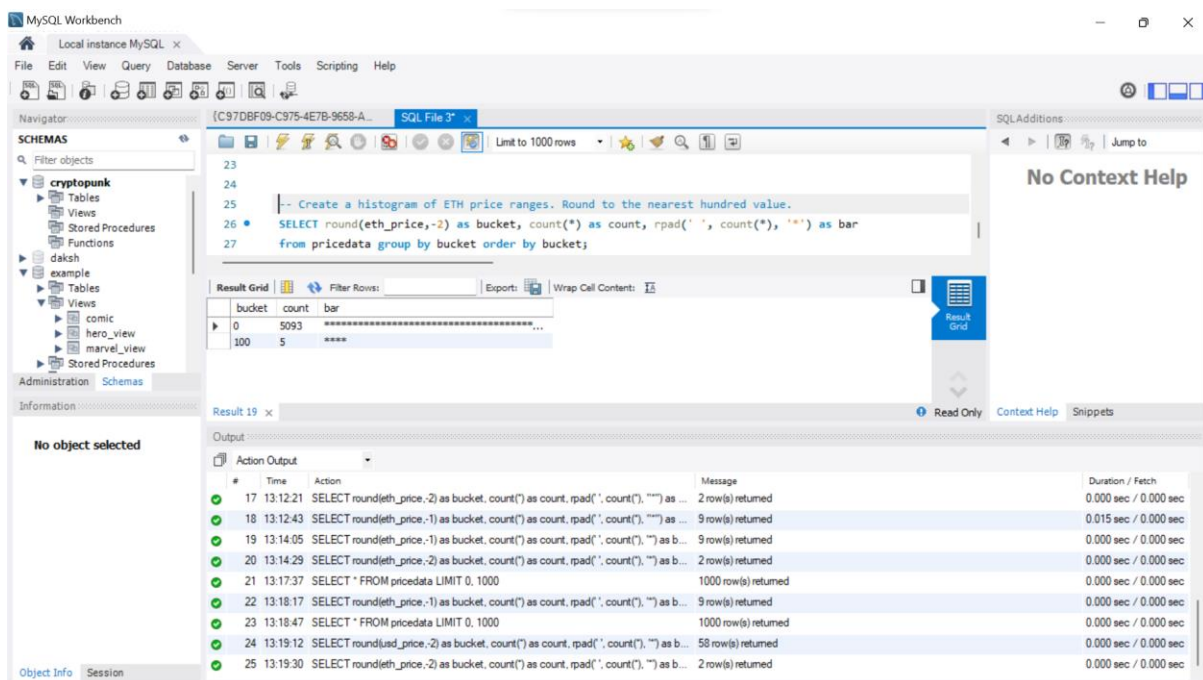 MySQL Workbench
Local instance MySQL
File Edit View Query Database Server Tools Scripting Help
Navigator
SCHEMAS
Filter objects
cryptopunk
Tables
Views
Stored Procedures
Functions
daksh
example
Tables
Views
comic
hero_view
marvel_view
Stored Procedures
Administration Schemas
Information
No object selected
Object Info Session
{C97DBF09-C975-4E7B-9658-A... SQL File 3*
Limit to 1000 rows
23
24
25 -- Create a histogram of ETH price ranges. Round to the nearest hundred value.
26 SELECT round(eth_price,-2) as bucket, count(*) as count, rpad(' ', count(*), '*') as bar
27 from pricedata group by bucket order by bucket;
Result Grid Filter Rows: Export: Wrap Cell Content:
bucket count bar
0 5093 **************************************...
100 5 ****
Result Grid
Result 19 Read Only
SQLAdditions
Jump to
No Context Help
Context Help Snippets
Output
Action Output
# Time Action Message Duration / Fetch
17 13:12:21 SELECT round(eth_price,-2) as bucket, count(*) as count, rpad(' ', count(*), '*') as ... 2 row(s) returned 0.000 sec / 0.000 sec
18 13:12:43 SELECT round(eth_price,-1) as bucket, count(*) as count, rpad(' ', count(*), '*') as ... 9 row(s) returned 0.015 sec / 0.000 sec
19 13:14:05 SELECT round(eth_price,-1) as bucket, count(*) as count, rpad(' ', count(*), '*') as b... 9 row(s) returned 0.000 sec / 0.000 sec
20 13:14:29 SELECT round(eth_price,-2) as bucket, count(*) as count, rpad(' ', count(*), '*') as b... 2 row(s) returned 0.000 sec / 0.000 sec
21 13:17:37 SELECT * FROM pricedata LIMIT 0, 1000 1000 row(s) returned 0.000 sec / 0.000 sec
22 13:18:17 SELECT round(eth_price,-1) as bucket, count(*) as count, rpad(' ', count(*), '*') as b... 9 row(s) returned 0.000 sec / 0.000 sec
23 13:18:47 SELECT * FROM pricedata LIMIT 0, 1000 1000 row(s) returned 0.000 sec / 0.000 sec
24 13:19:12 SELECT round(usd_price,-2) as bucket, count(*) as count, rpad(' ', count(*), '*') as b... 58 row(s) returned 0.000 sec / 0.000 sec
25 13:19:30 SELECT round(eth_price,-2) as bucket, count(*) as count, rpad(' ', count(*), '*') as b... 2 row(s) returned 0.000 sec / 0.000 sec